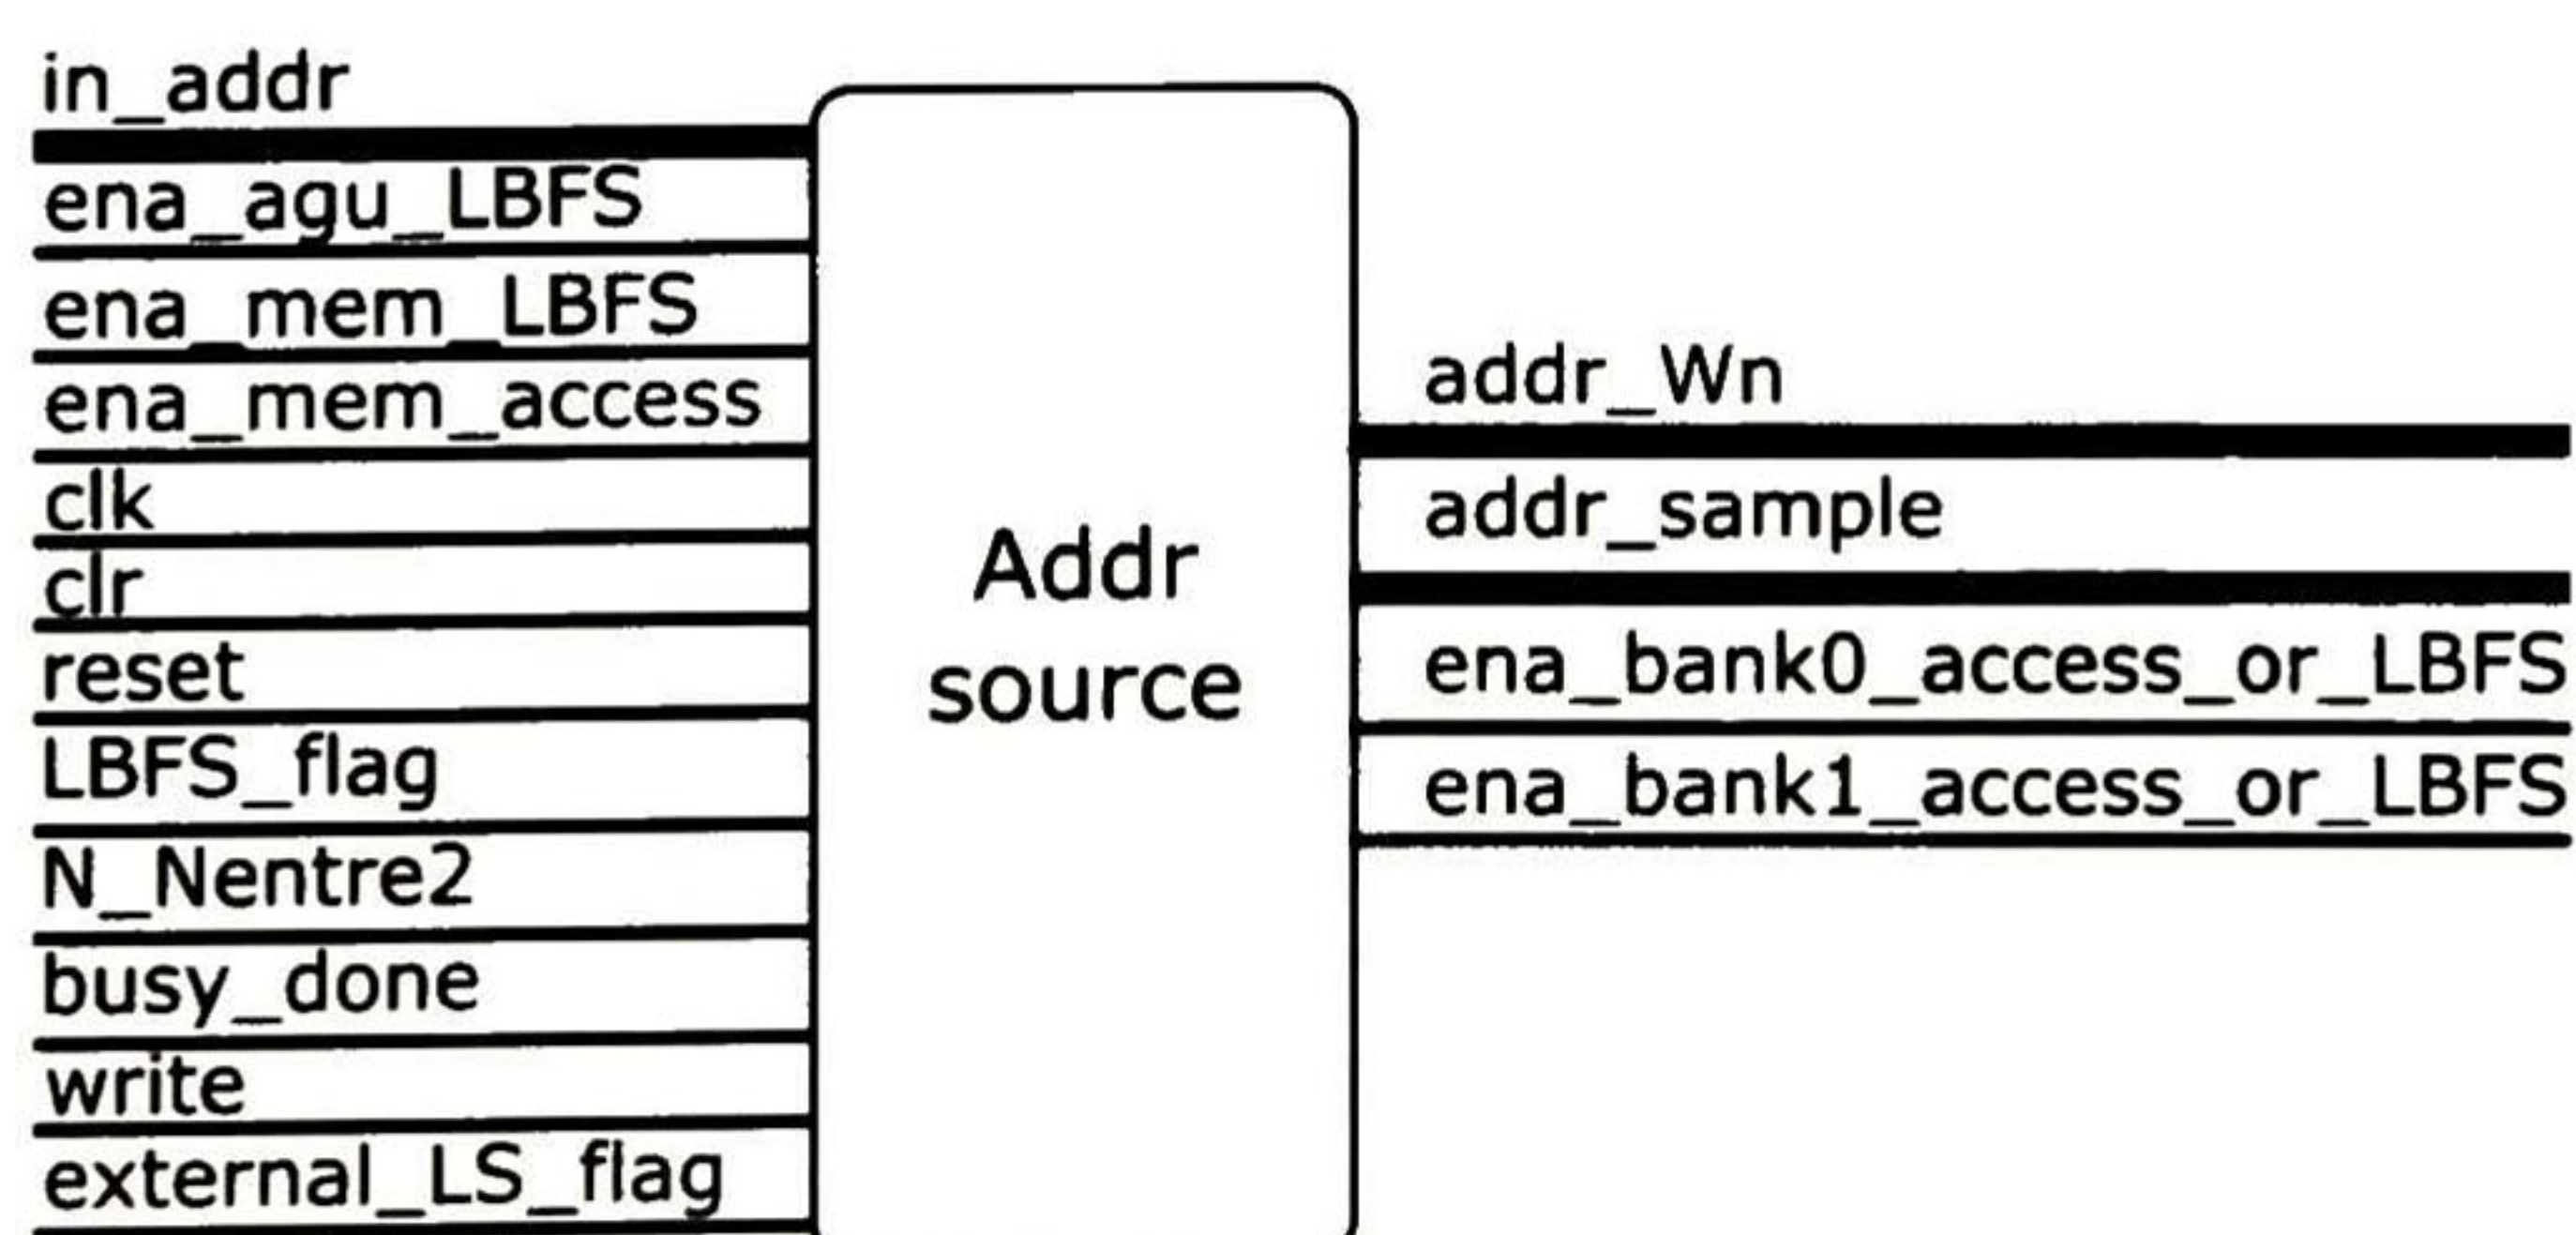 in_addr
ena_agu_LBFS
ena_mem_LBFS
ena_mem_access
clk
clr
reset
LBFS_flag
N_Nentre2
busy_done
write
external_LS_flag
Addr
source
addr_Wn
addr_sample
ena_bank0_access_or_LBFS
ena_bank1_access_or_LBFS